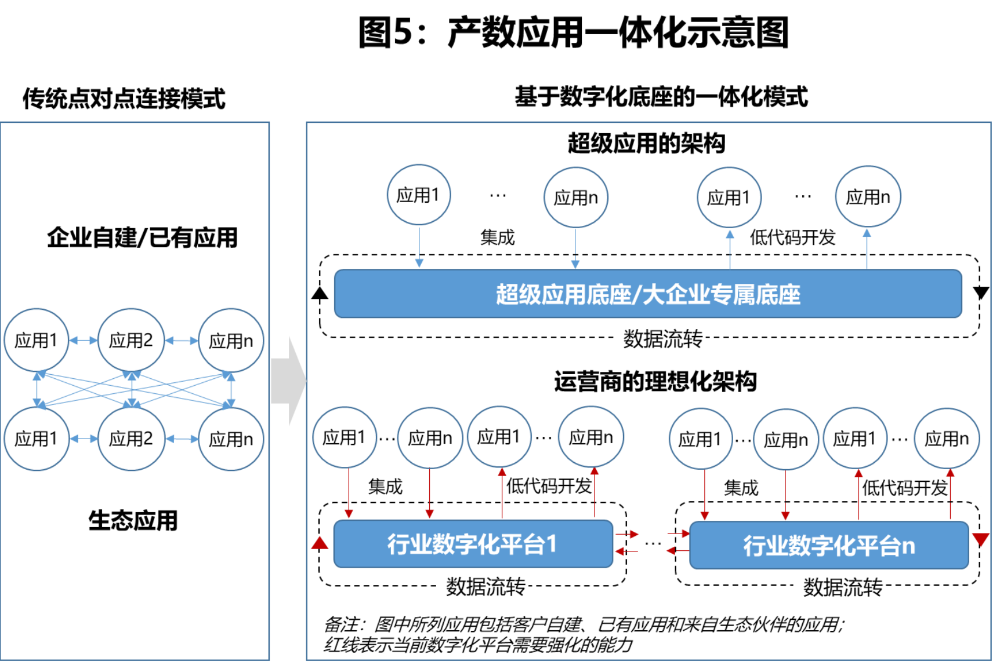 图5：产数应用一体化示意图
传统点对点连接模式
企业自建/已有应用
应用1
应用2
应用n
应用1
应用2
应用n
生态应用
基于数字化底座的一体化模式
超级应用的架构
应用1
…
应用n
应用1
…
应用n
集成
低代码开发
超级应用底座/大企业专属底座
数据流转
运营商的理想化架构
应用1
…
应用n
应用1
…
应用n
应用1
…
应用n
应用1
…
应用n
集成
低代码开发
集成
低代码开发
行业数字化平台1
…
行业数字化平台n
数据流转
数据流转
备注：图中所列应用包括客户自建、已有应用和来自生态伙伴的应用；
红线表示当前数字化平台需要强化的能力